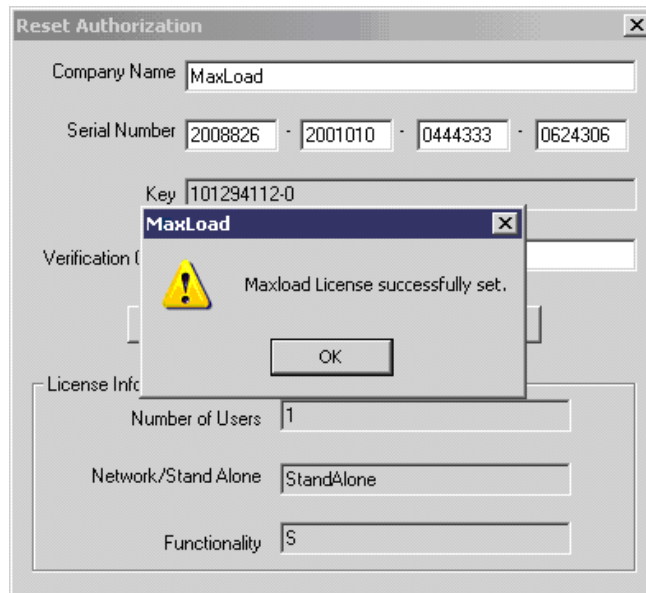 Reset Authorization
Company Name MaxLoad
Serial Number 2008826 - 2001010 - 0444333 - 0624306
Key 101294112-0
MaxLoad
Verification
Maxload License successfully set.
OK
License Info
Number of Users 1
Network/Stand Alone StandAlone
Functionality S